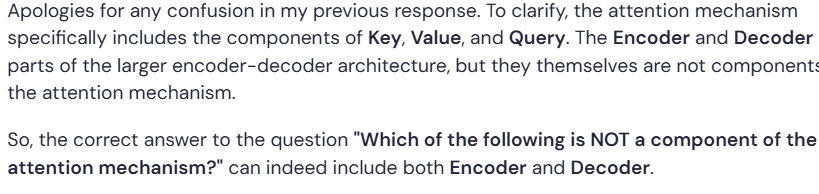 Apologies for any confusion in my previous response. To clarify, the attention mechanism
specifically includes the components of Key, Value, and Query. The Encoder and Decoder
parts of the larger encoder-decoder architecture, but they themselves are not components
the attention mechanism.
So, the correct answer to the question "Which of the following is NOT a component of the
attention mechanism?" can indeed include both Encoder and Decoder.